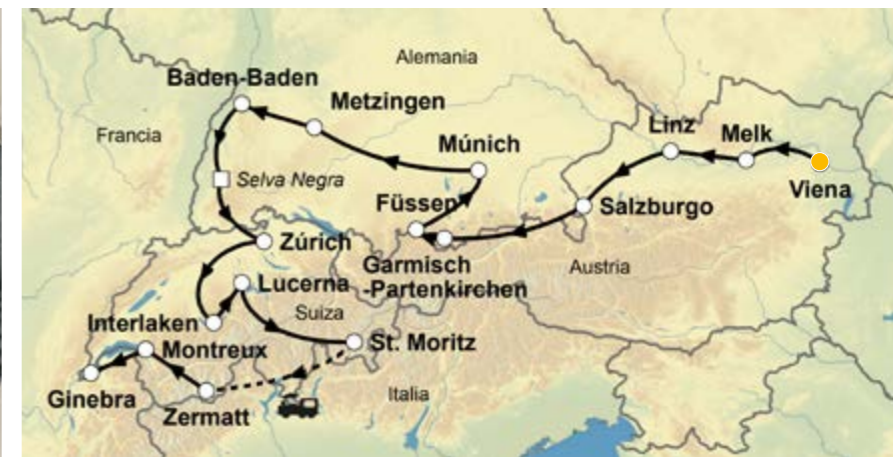 Alemania
Baden-Baden
Metzingen
Francia
Linz
Melk
Múnich
Selva Negra
Viena
Füssen
Salzburgo
Zúrich
Garmisch
-Partenkirchen
Austria
Lucerna
Suiza
Interlaken
St. Moritz
Montreux
Ginebra
Italia
Zermatt